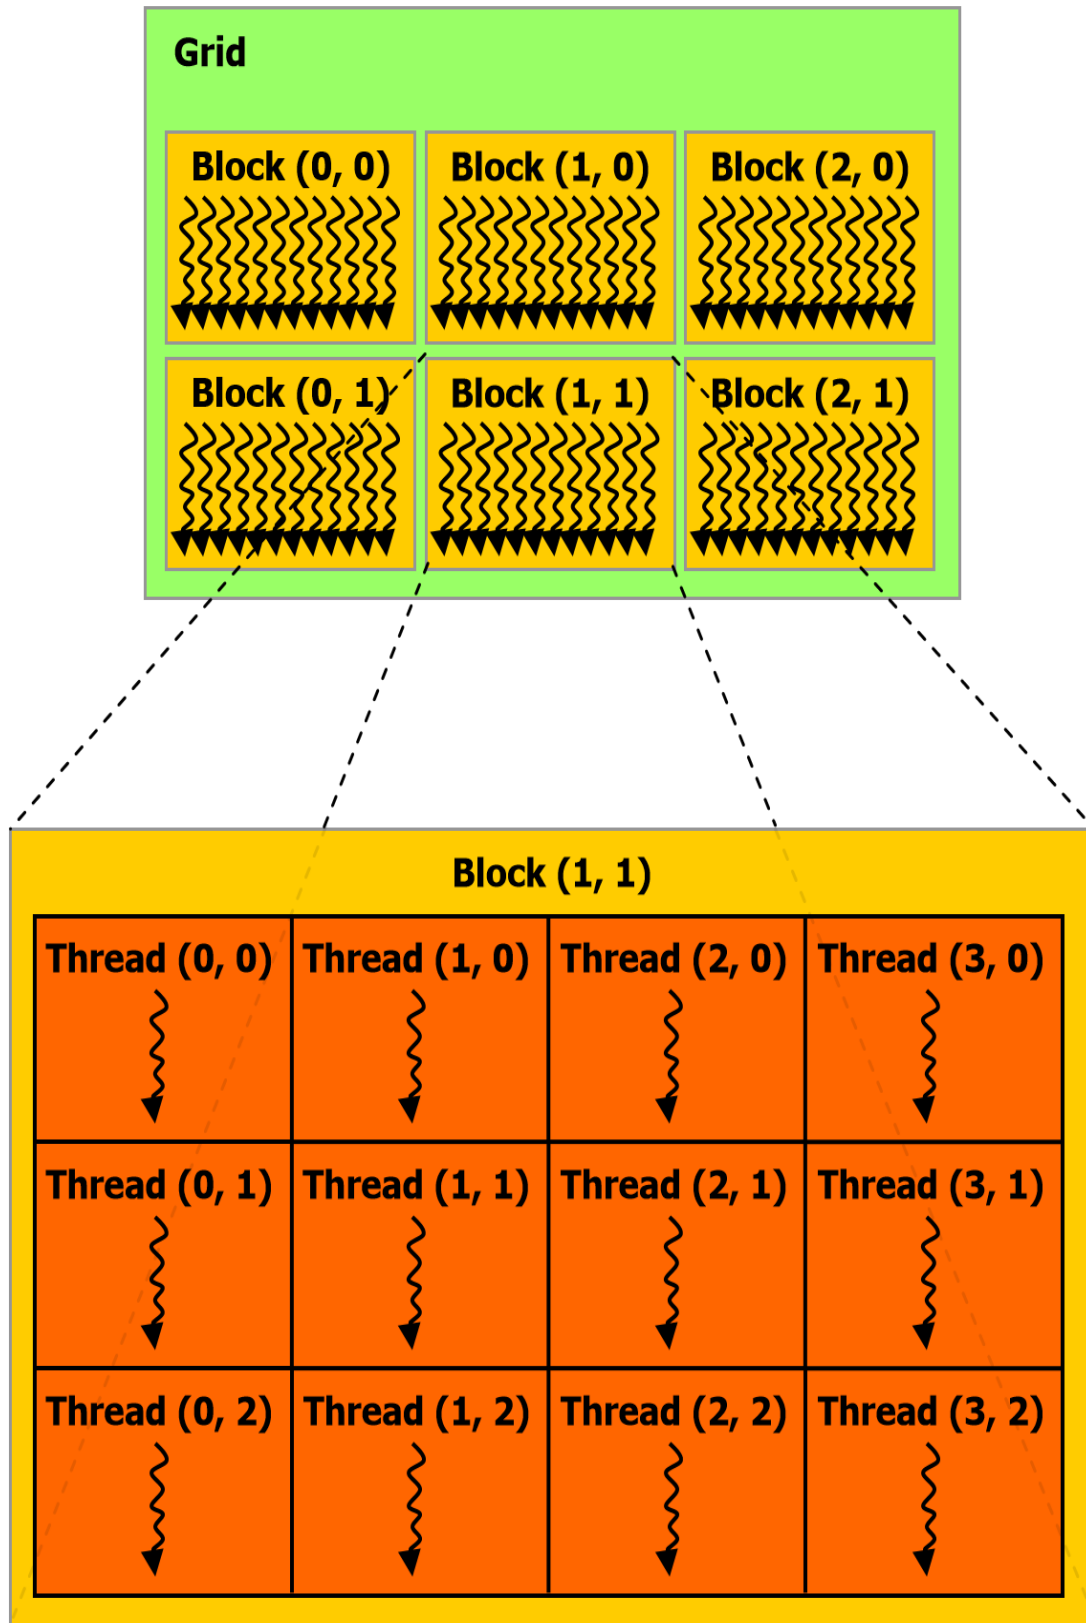 Grid
Block (0, 0) Block (1, 0) Block (2, 0)
Block (0, 1) Block (1, 1) Block (2, 1)
Block (1, 1)
Thread (0, 0) Thread (1, 0) Thread (2, 0) Thread (3, 0)
Thread (0, 1) Thread (1, 1) Thread (2, 1) Thread (3, 1)
Thread (0, 2) Thread (1, 2) Thread (2, 2) Thread (3, 2)